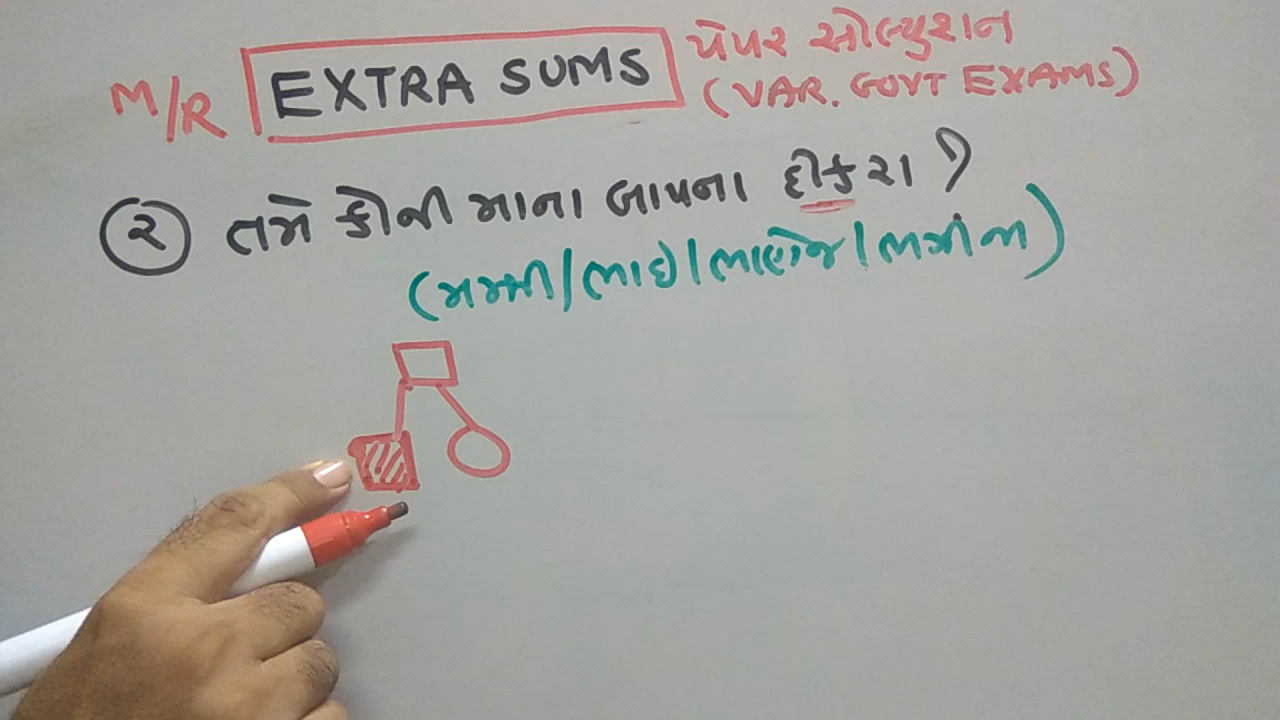 M/R EXTRA SUMS પેપર સોલ્યુશન
(VAR. GOVT EXAMS)
૨ તમે કોની માના બાપના દીકરા ?
(મમ્મી/ભાઇ/ભાણેજ/ભત્રીજા)